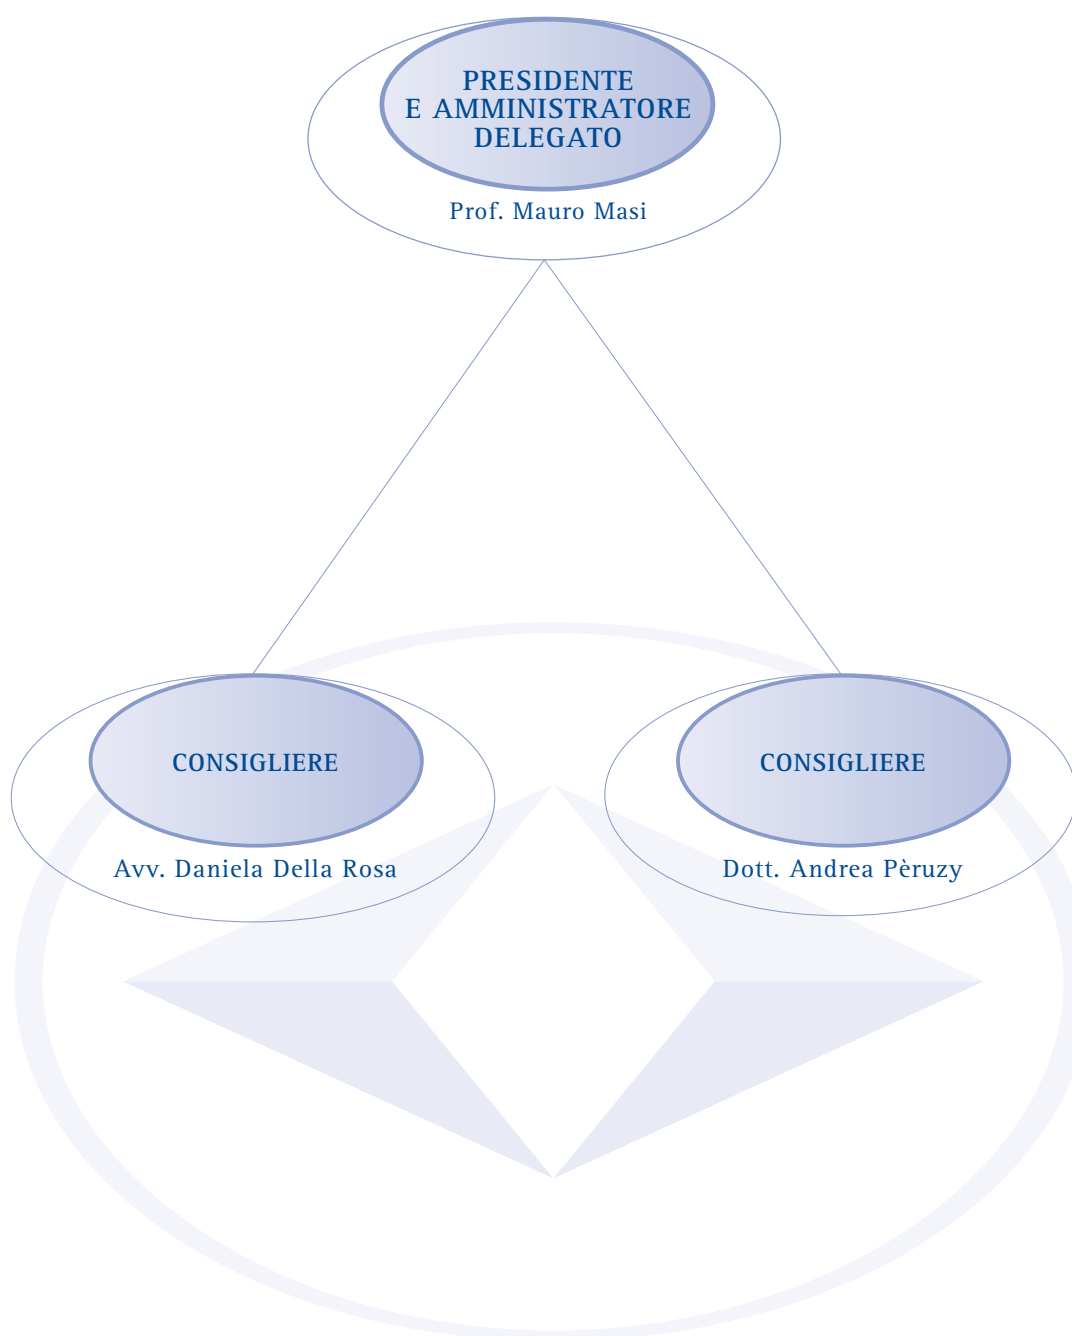 PRESIDENTE
E AMMINISTRATORE
DELEGATO
Prof. Mauro Masi
CONSIGLIERE
Avv. Daniela Della Rosa
CONSIGLIERE
Dott. Andrea Pèruzy